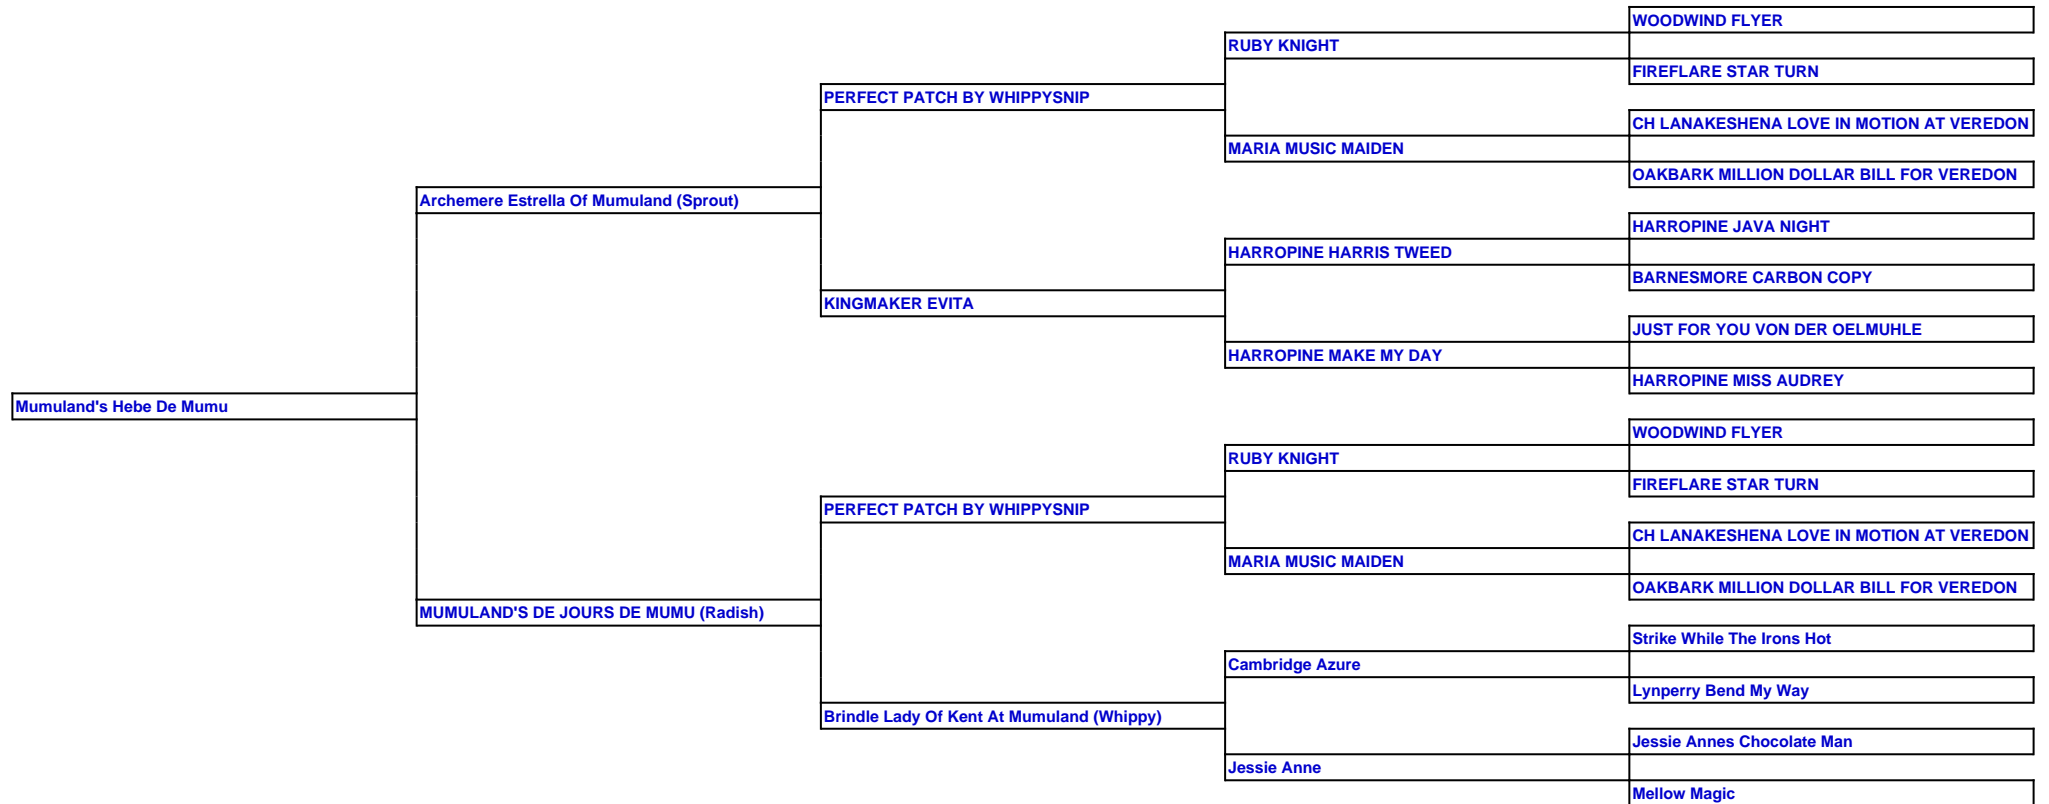 WOODWIND FLYER
RUBY KNIGHT
FIREFLARE STAR TURN
PERFECT PATCH BY WHIPPYSNIP
CH LANAKESHENA LOVE IN MOTION AT VEREDON
MARIA MUSIC MAIDEN
OAKBARK MILLION DOLLAR BILL FOR VEREDON
Archemere Estrella Of Mumuland (Sprout)
HARROPINE JAVA NIGHT
HARROPINE HARRIS TWEED
BARNESMORE CARBON COPY
KINGMAKER EVITA
JUST FOR YOU VON DER OELMUHLE
HARROPINE MAKE MY DAY
HARROPINE MISS AUDREY
Mumuland's Hebe De Mumu
WOODWIND FLYER
RUBY KNIGHT
FIREFLARE STAR TURN
PERFECT PATCH BY WHIPPYSNIP
CH LANAKESHENA LOVE IN MOTION AT VEREDON
MARIA MUSIC MAIDEN
OAKBARK MILLION DOLLAR BILL FOR VEREDON
MUMULAND'S DE JOURS DE MUMU (Radish)
Strike While The Irons Hot
Cambridge Azure
Lynperry Bend My Way
Brindle Lady Of Kent At Mumuland (Whippy)
Jessie Annes Chocolate Man
Jessie Anne
Mellow Magic